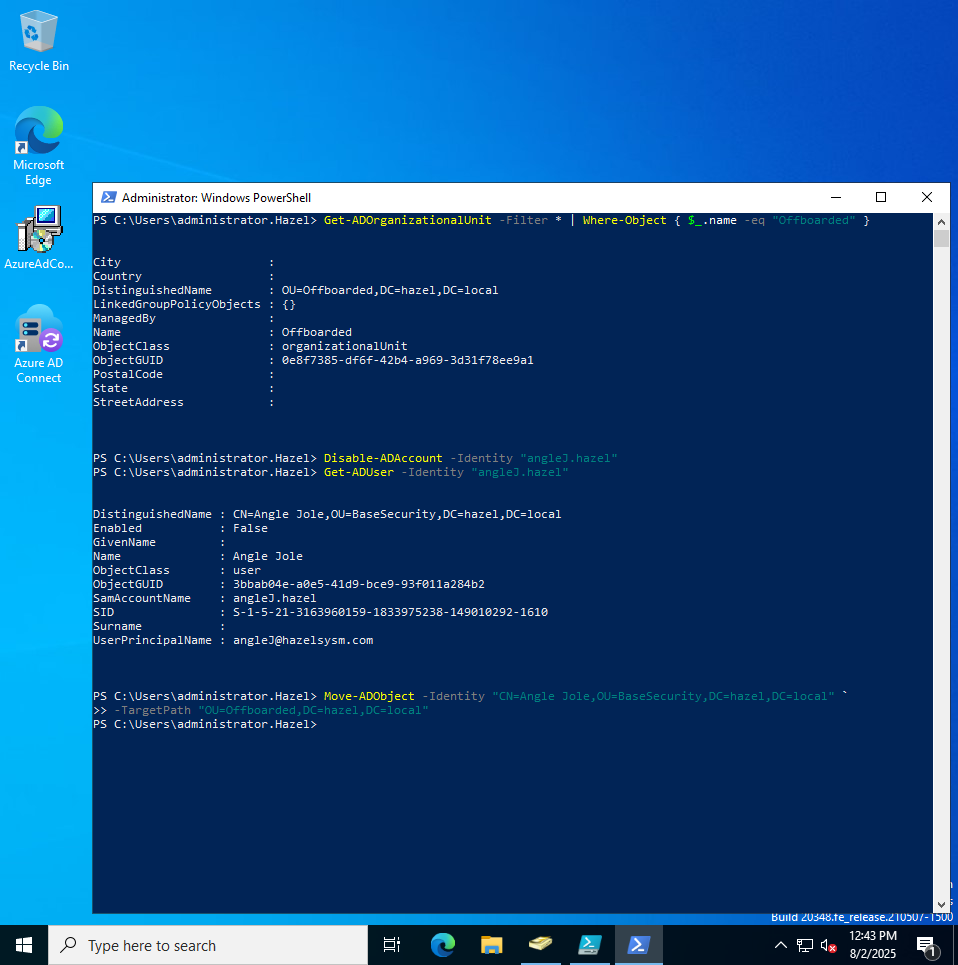 Recycle Bin
Microsoft
Edge
AzureAdCo...
Azure AD
Connect
Administrator: Windows PowerShell
PS C:\Users\administrator.Hazel> Get-ADOrganizationalUnit -Filter * | Where-Object { $_.name -eq "Offboarded" }
City                    :
Country                 :
DistinguishedName       : OU=Offboarded,DC=hazel,DC=local
LinkedGroupPolicyObjects : {}
ManagedBy               :
Name                    : Offboarded
ObjectClass             : organizationalUnit
ObjectGUID              : 0e8f7385-df6f-42b4-a969-3d31f78ee9a1
PostalCode              :
State                   :
StreetAddress           :
PS C:\Users\administrator.Hazel> Disable-ADAccount -Identity "angleJ.hazel"
PS C:\Users\administrator.Hazel> Get-ADUser -Identity "angleJ.hazel"
DistinguishedName : CN=Angle Jole,OU=BaseSecurity,DC=hazel,DC=local
Enabled           : False
GivenName         :
Name              : Angle Jole
ObjectClass       : user
ObjectGUID        : 3bbab04e-a0e5-41d9-bce9-93f011a284b2
SamAccountName    : angleJ.hazel
SID               : S-1-5-21-3163960159-1833975238-149010292-1610
Surname           :
UserPrincipalName : angleJ@hazelsysm.com
PS C:\Users\administrator.Hazel> Move-ADObject -Identity "CN=Angle Jole,OU=BaseSecurity,DC=hazel,DC=local" `
>> -TargetPath "OU=Offboarded,DC=hazel,DC=local"
PS C:\Users\administrator.Hazel>
Build 20348.fe_release.210507-1500
Type here to search
12:43 PM
8/2/2025
1